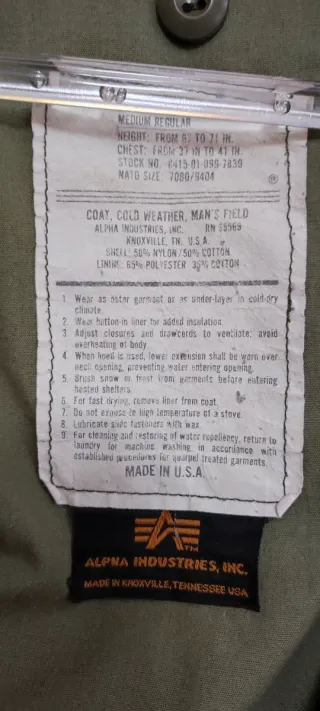 MEDIUM REGULAR
HEIGHT: FROM 67 TO 71 IN.
CHEST: FROM 37 IN TO 41 IN.
STOCK NO. 8415-01-099-7830
NATO SIZE: 7080/9404
®
COAT, COLD WEATHER, MAN'S FIELD
ALPHA INDUSTRIES, INC. RN 55569
KNOXVILLE, TN. U.S.A.
SHELL: 50% NYLON/50% COTTON
LINING: 65% POLYESTER 35% COTTON
1 Wear as outer garment or as under-layer in cold-dry
climate.
2. Wear button-in liner for added insulation.
3 Adjust closures and drawcords to ventilate; avoid
overheating of body.
4 When hood is used, lower extension shall be worn over
neck opening, preventing water entering opening.
5. Brush snow or frost from garments before entering
heated shelters.
6. For fast drying, remove liner from coat.
7. Do not expose to high temperature of a stove.
8. Lubricate slide fasteners with wax.
9. For cleaning and restoring of water repellency, return to
laundry for machine washing in accordance with
established procedures for quarpel treated garments.
MADE IN U.S.A.
TM
ALPHA INDUSTRIES, INC.
MADE IN KNOXVILLE, TENNESSEE USA